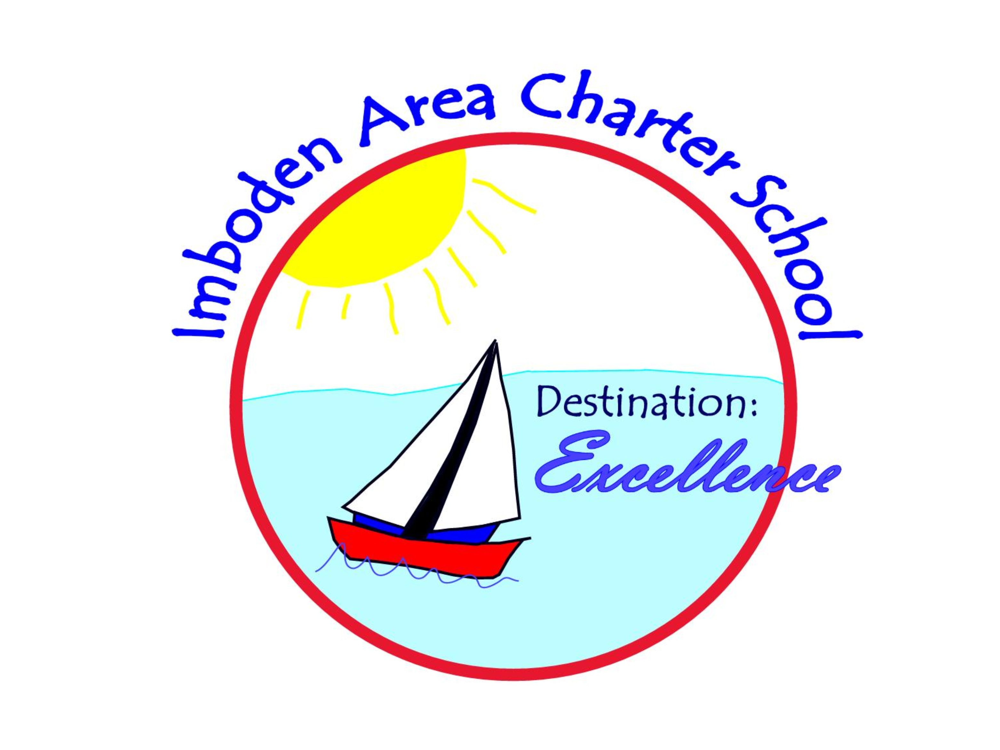 Imboden Area Charter School
Destination:
Excellence